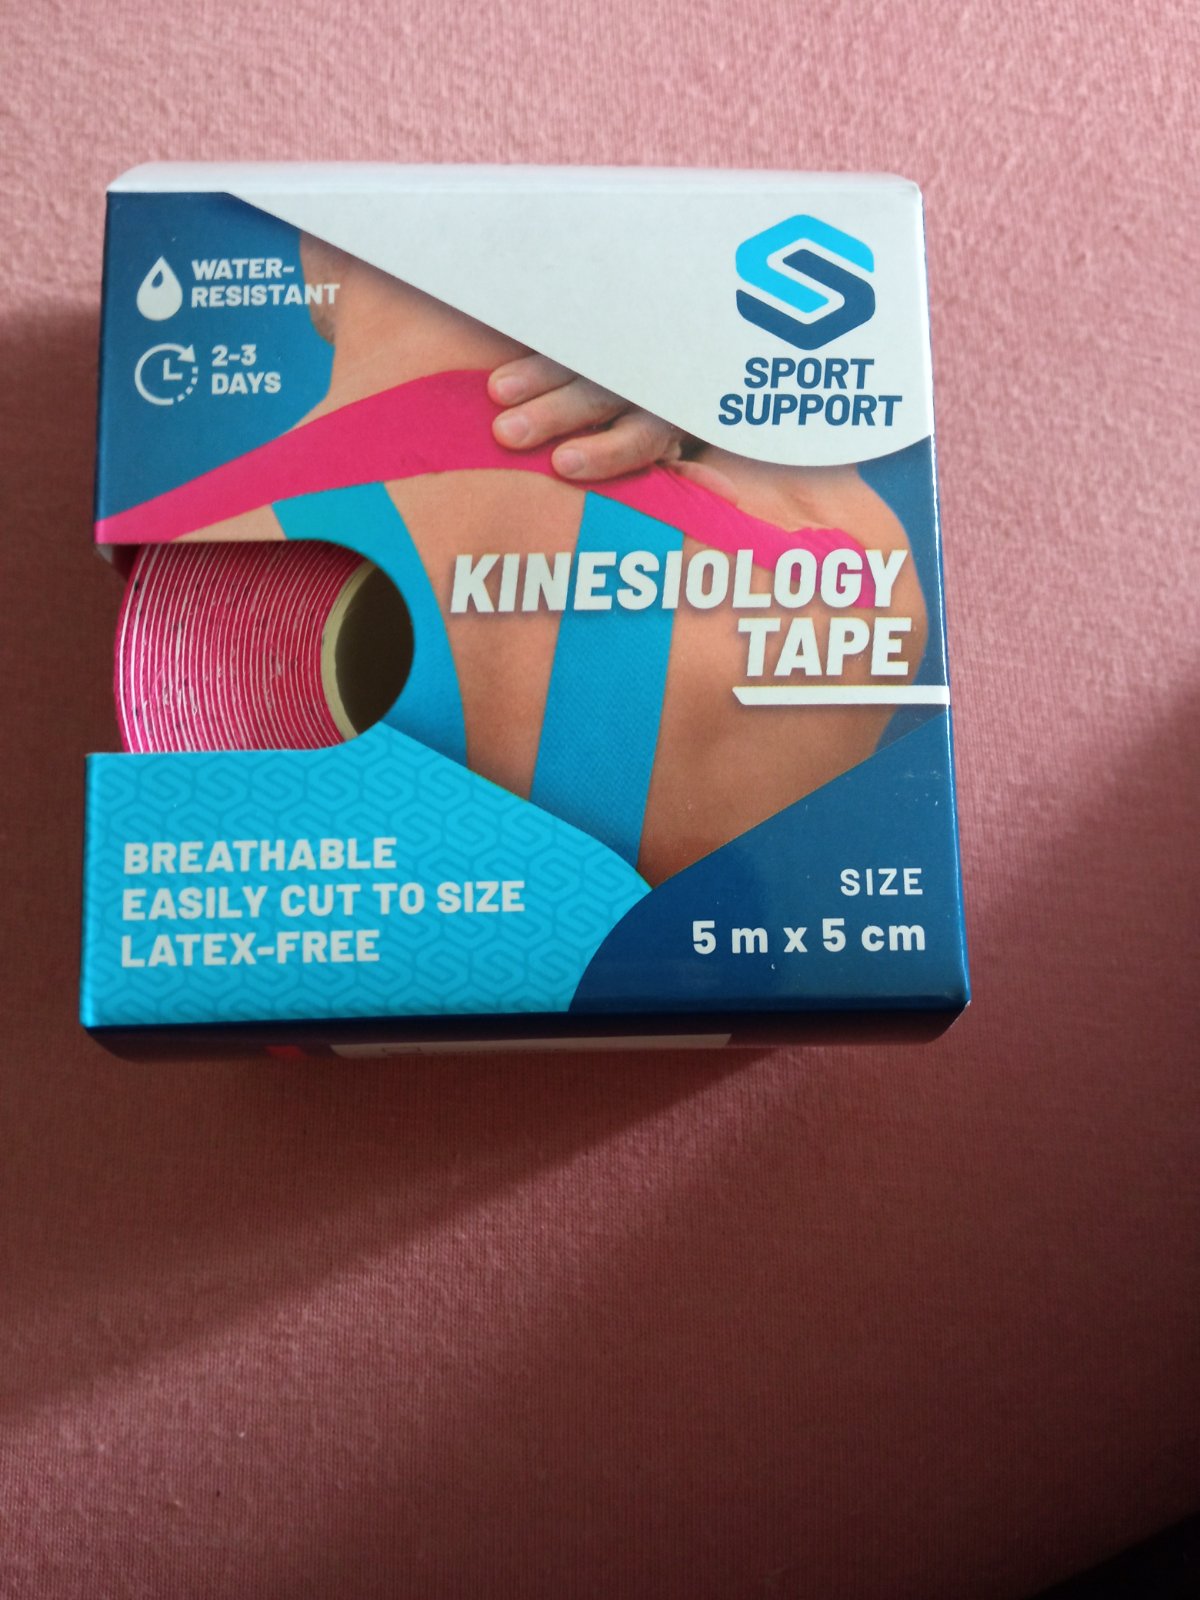 WATER-
RESISTANT
2-3
DAYS
SPORT
SUPPORT
KINESIOLOGY
TAPE
BREATHABLE
EASILY CUT TO SIZE
LATEX-FREE
SIZE
5 m x 5 cm